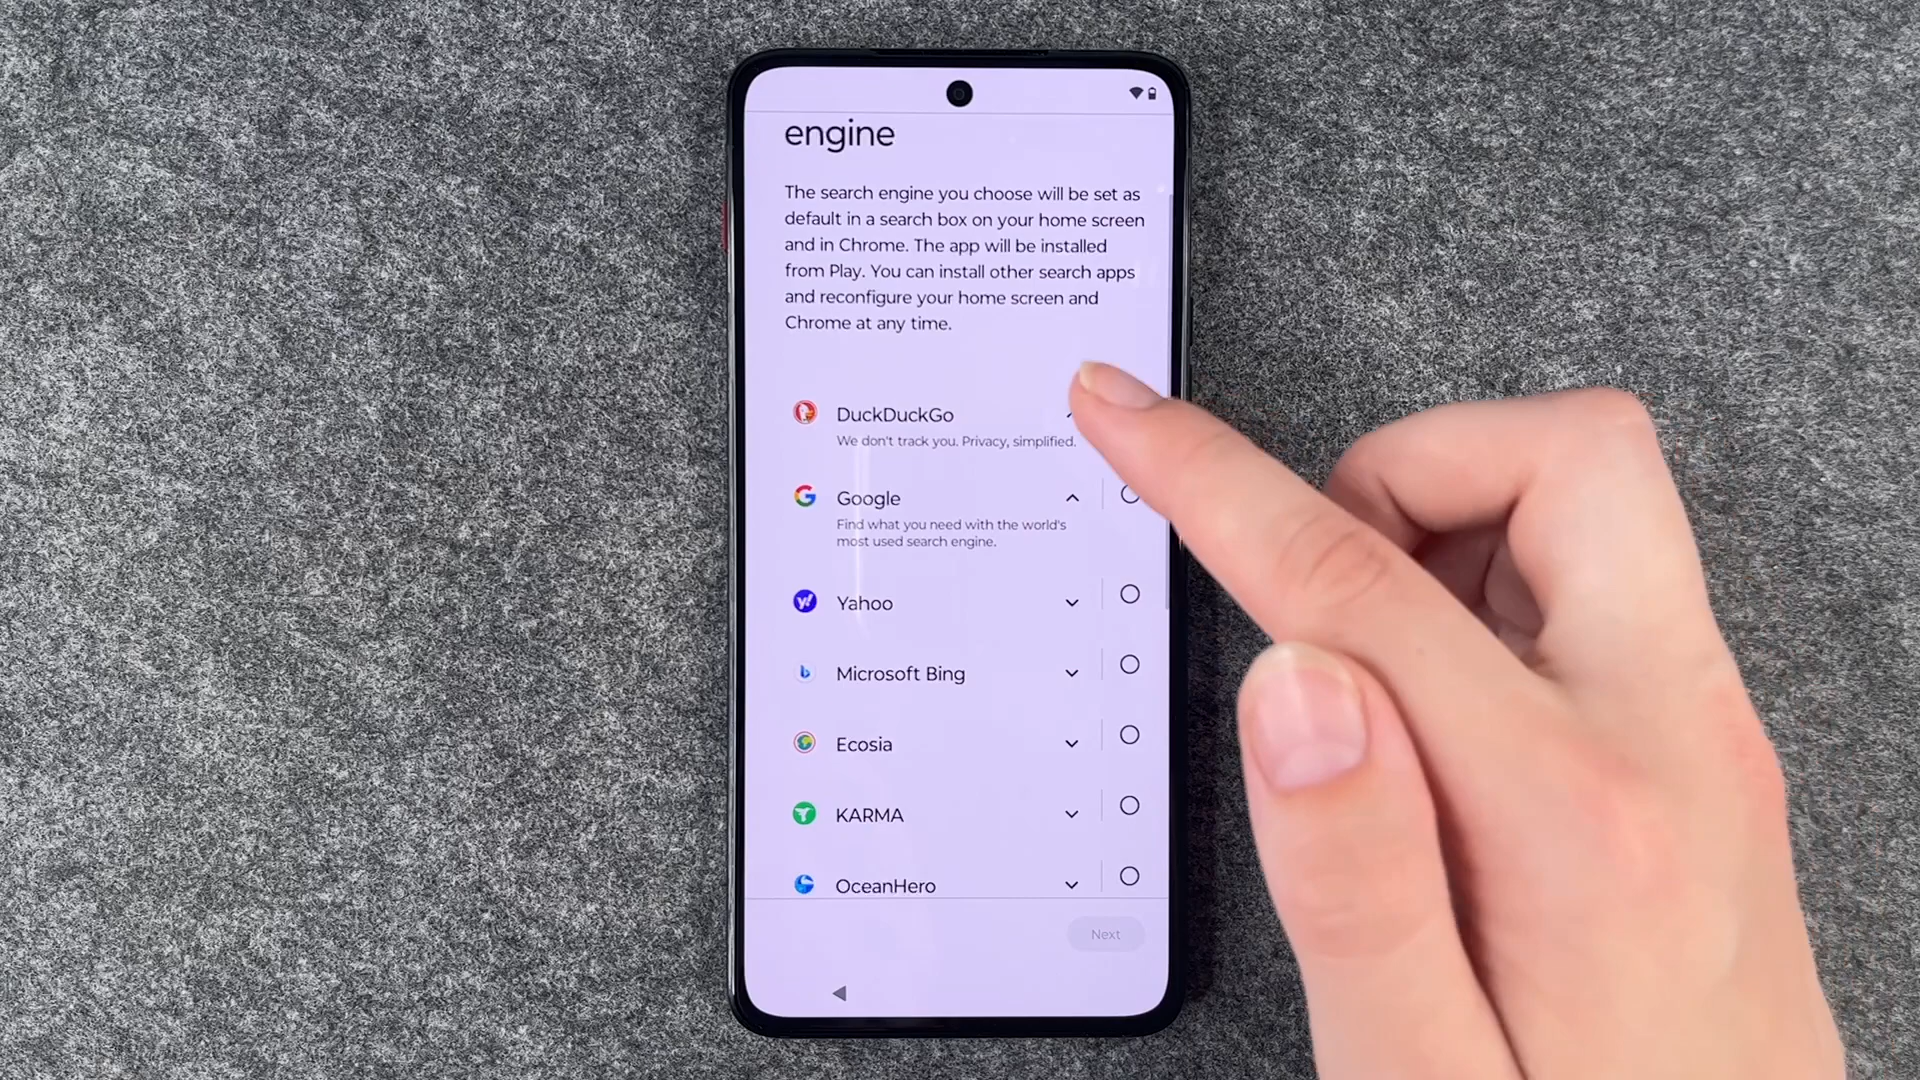 engine
The search engine you choose will be set as
default in a search box on your home screen
and in Chrome. The app will be installed
from Play. You can install other search apps
and reconfigure your home screen and
Chrome at any time.
DuckDuckGo
We don't track you. Privacy, simplified.
Google
Find what you need with the world's
most used search engine.
Yahoo
Microsoft Bing
Ecosia
KARMA
OceanHero
Next